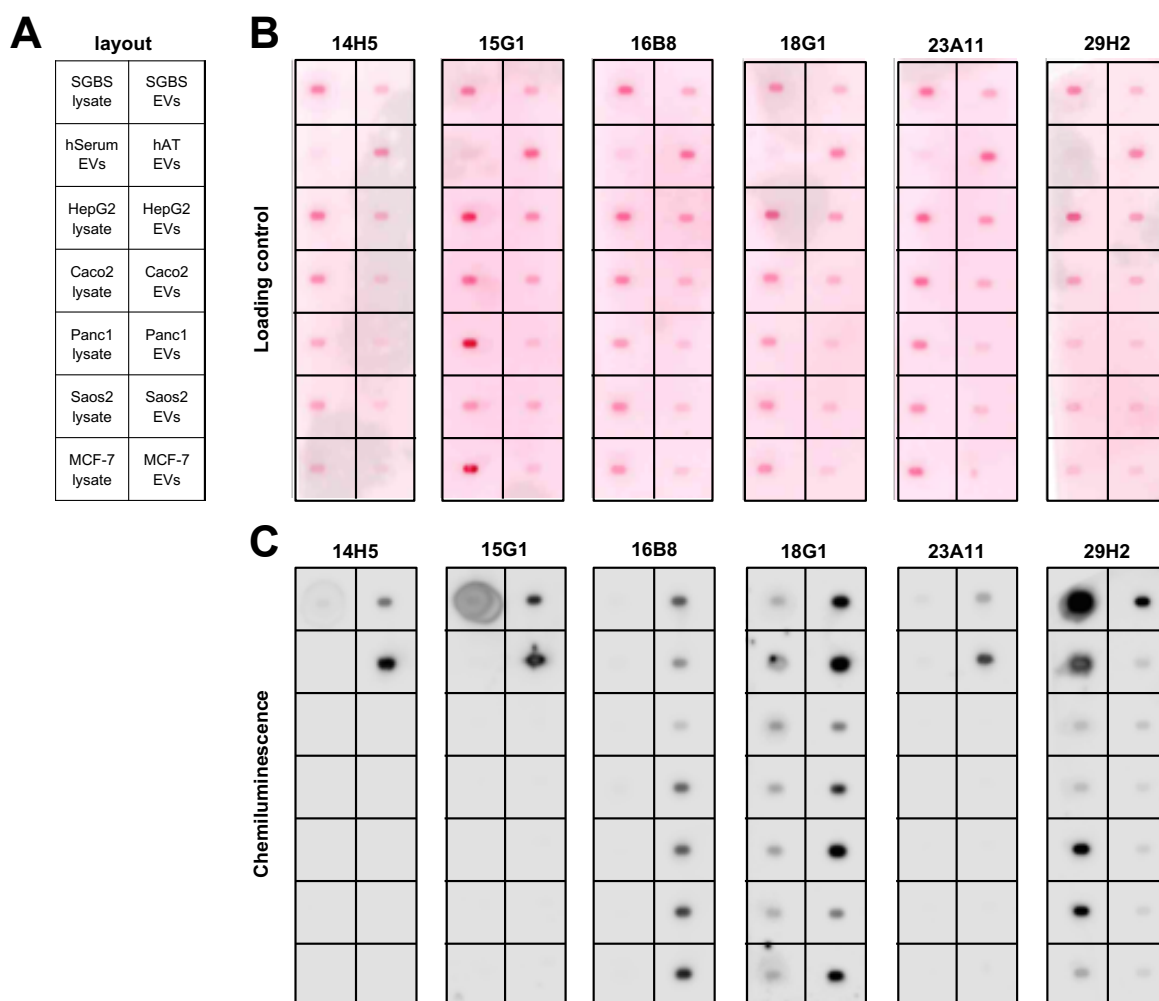 A
layout
SGBS
lysate
SGBS
EVs
hSerum
EVs
hAT
EVs
HepG2
lysate
HepG2
EVs
Caco2
lysate
Caco2
EVs
Panc1
lysate
Panc1
EVs
Saos2
lysate
Saos2
EVs
MCF-7
lysate
MCF-7
EVs
B
14H5
15G1
16B8
18G1
23A11
29H2
Loading control
C
14H5
15G1
16B8
18G1
23A11
29H2
Chemiluminescence